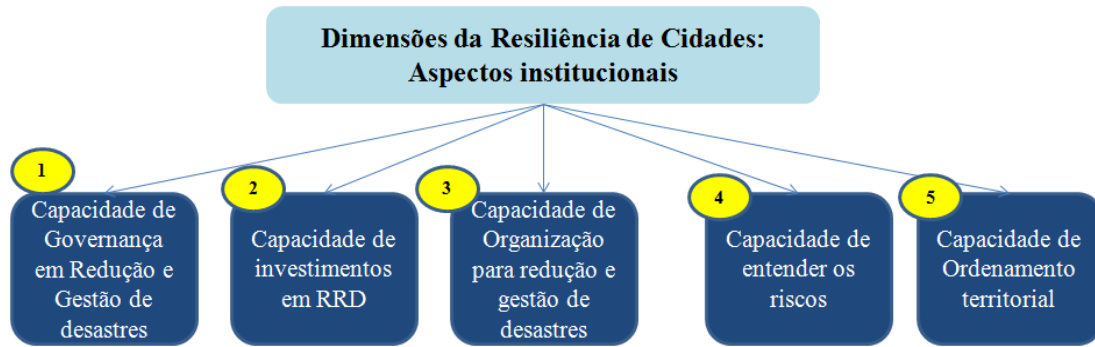 Dimensões da Resiliência de Cidades:
Aspectos institucionais
1
Capacidade de
Governança
em Redução e
Gestão de
desastres
2
Capacidade de
investimentos
em RRD
3
Capacidade de
Organização
para redução e
gestão de
desastres
4
Capacidade de
entender os
riscos
5
Capacidade de
Ordenamento
territorial